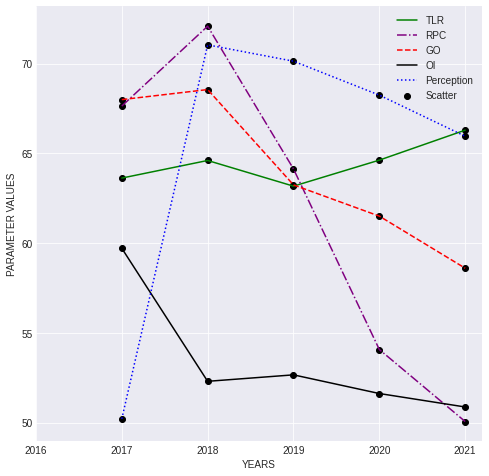 TLR
RPC
GO
OI
Perception
Scatter
70
65
60
55
50
PARAMETER VALUES
2016 2017 2018 2019 2020 2021
YEARS